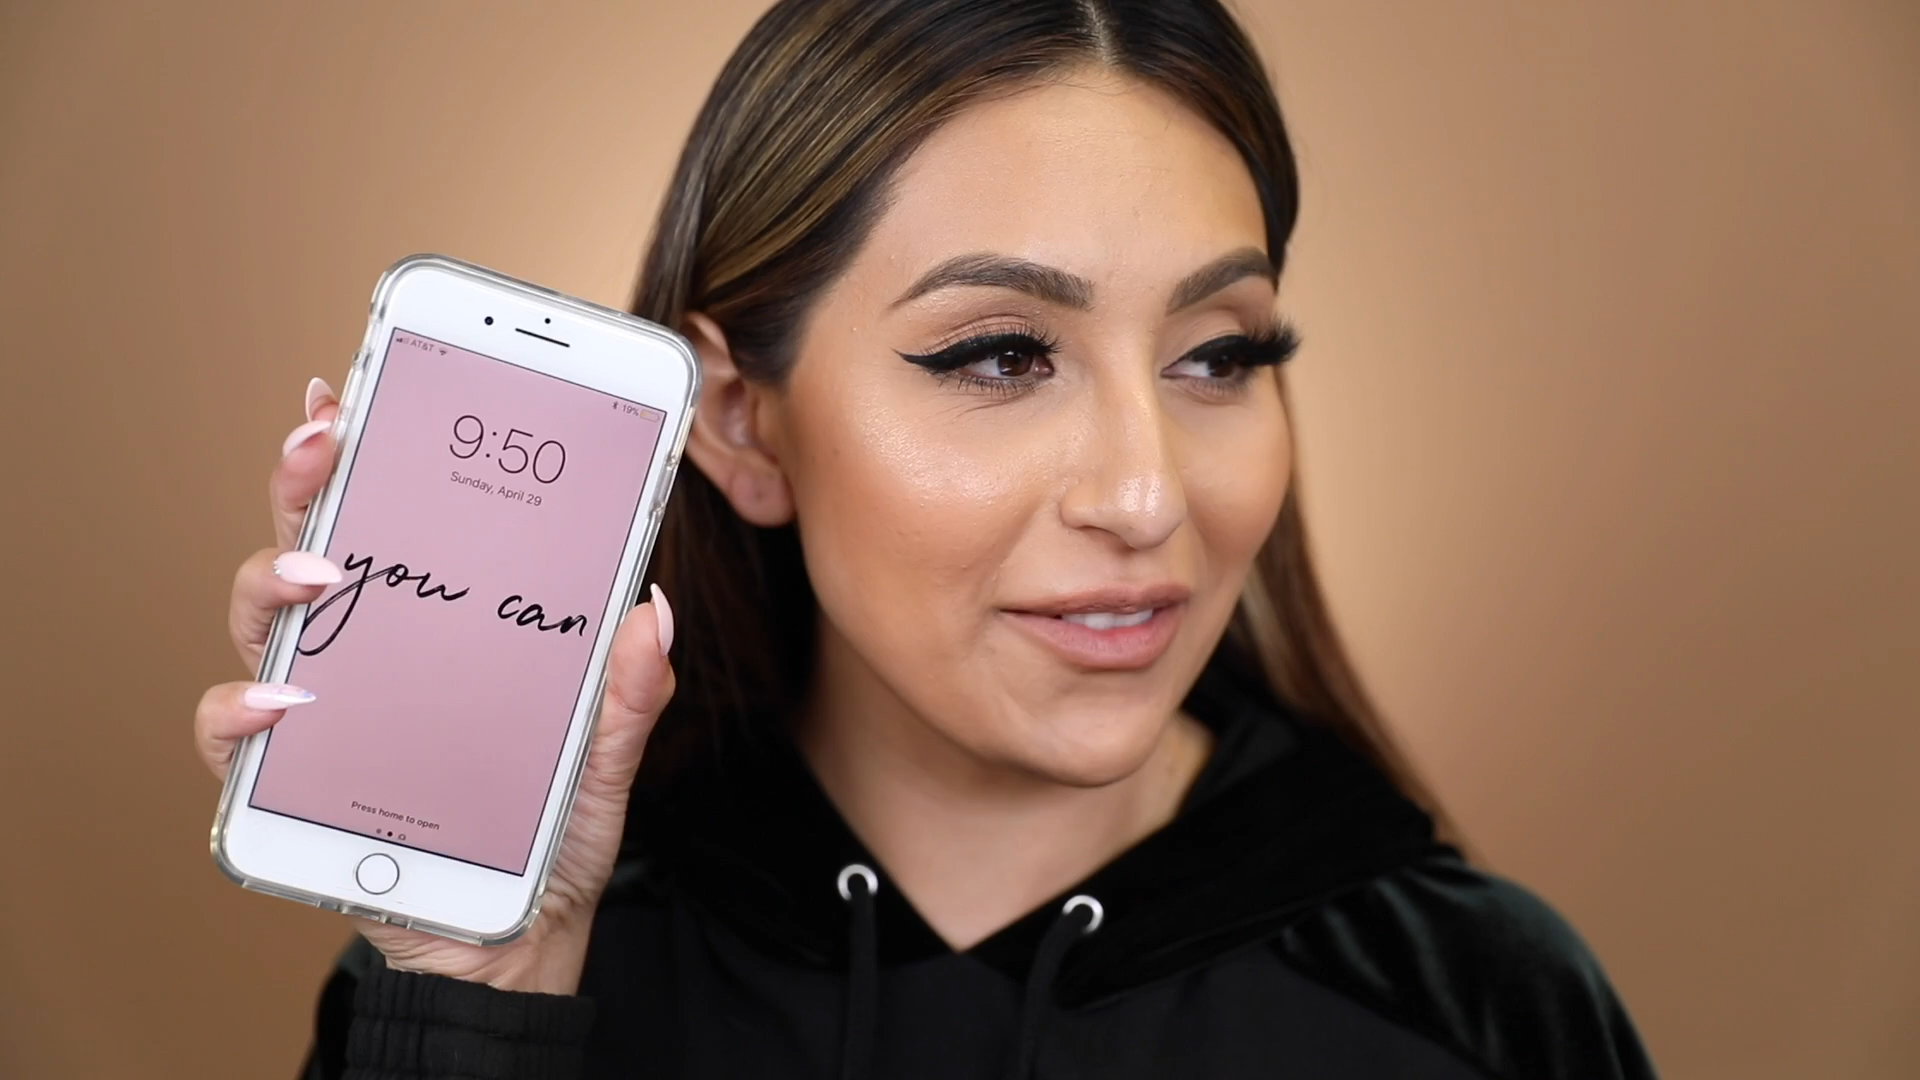 AT&T
19%
9:50
Sunday, April 29
you can
Press home to open